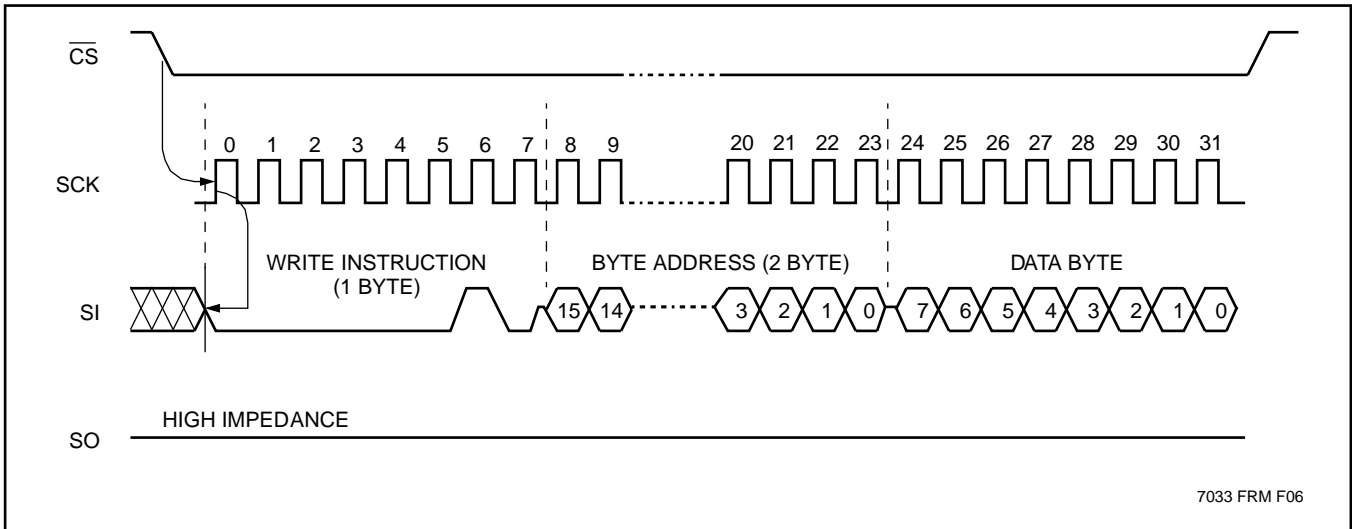 CS
0 1 2 3 4 5 6 7 8 9 20 21 22 23 24 25 26 27 28 29 30 31
SCK
WRITE INSTRUCTION
(1 BYTE)
BYTE ADDRESS (2 BYTE)
DATA BYTE
SI
15 14 3 2 1 0 7 6 5 4 3 2 1 0
HIGH IMPEDANCE
SO
7033 FRM F06